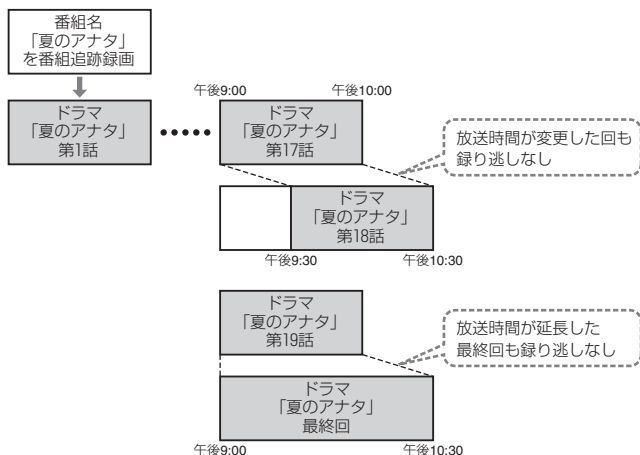 番組名
「夏のアナタ」
を番組追跡録画
ドラマ
「夏のアナタ」
第1話
午後9:00
午後10:00
ドラマ
「夏のアナタ」
第17話
放送時間が変更した回も
録り逃しなし
ドラマ
「夏のアナタ」
第18話
午後9:30
午後10:30
ドラマ
「夏のアナタ」
第19話
放送時間が延長した
最終回も録り逃しなし
ドラマ
「夏のアナタ」
最終回
午後9:00
午後10:30